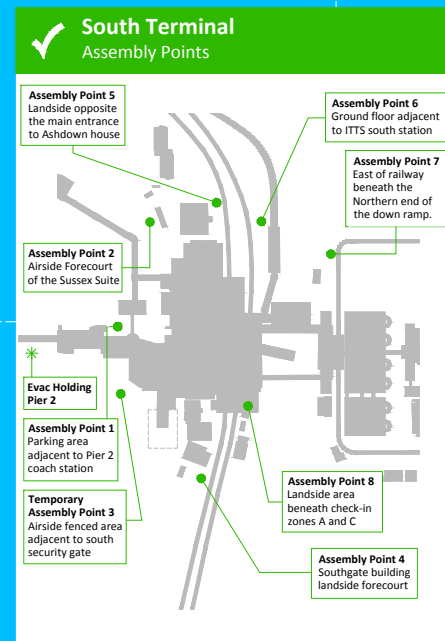 South Terminal
Assembly Points
Assembly Point 5
Landside opposite
the main entrance
to Ashdown house
Assembly Point 6
Ground floor adjacent
to ITTS south station
Assembly Point 7
East of railway
beneath the
Northern end of
the down ramp.
Assembly Point 2
Airside Forecourt
of the Sussex Suite
Evac Holding
Pier 2
Assembly Point 1
Parking area
adjacent to Pier 2
coach station
Temporary
Assembly Point 3
Airside fenced area
adjacent to south
security gate
Assembly Point 8
Landside area
beneath check-in
zones A and C
Assembly Point 4
Southgate building
landside forecourt